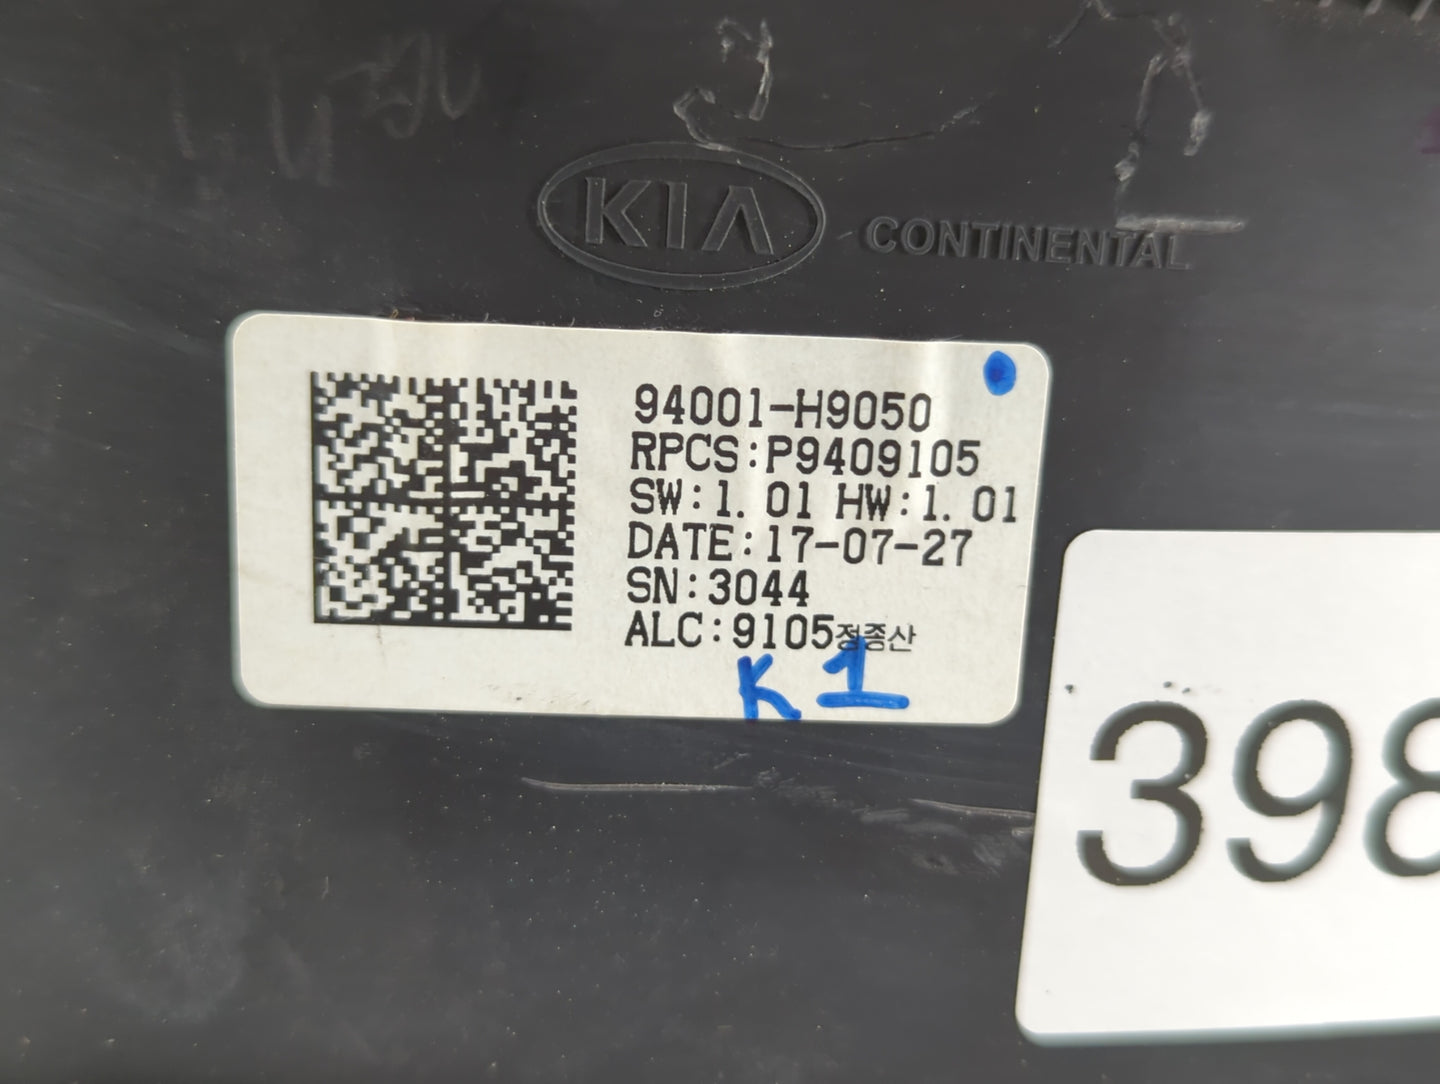 KIA CONTINENTAL
94001-H9050
RPCS:P9409105
SW:1. 01 HW:1. 01
DATE:17-07-27
SN:3044
ALC:9105정종산
K 1
398